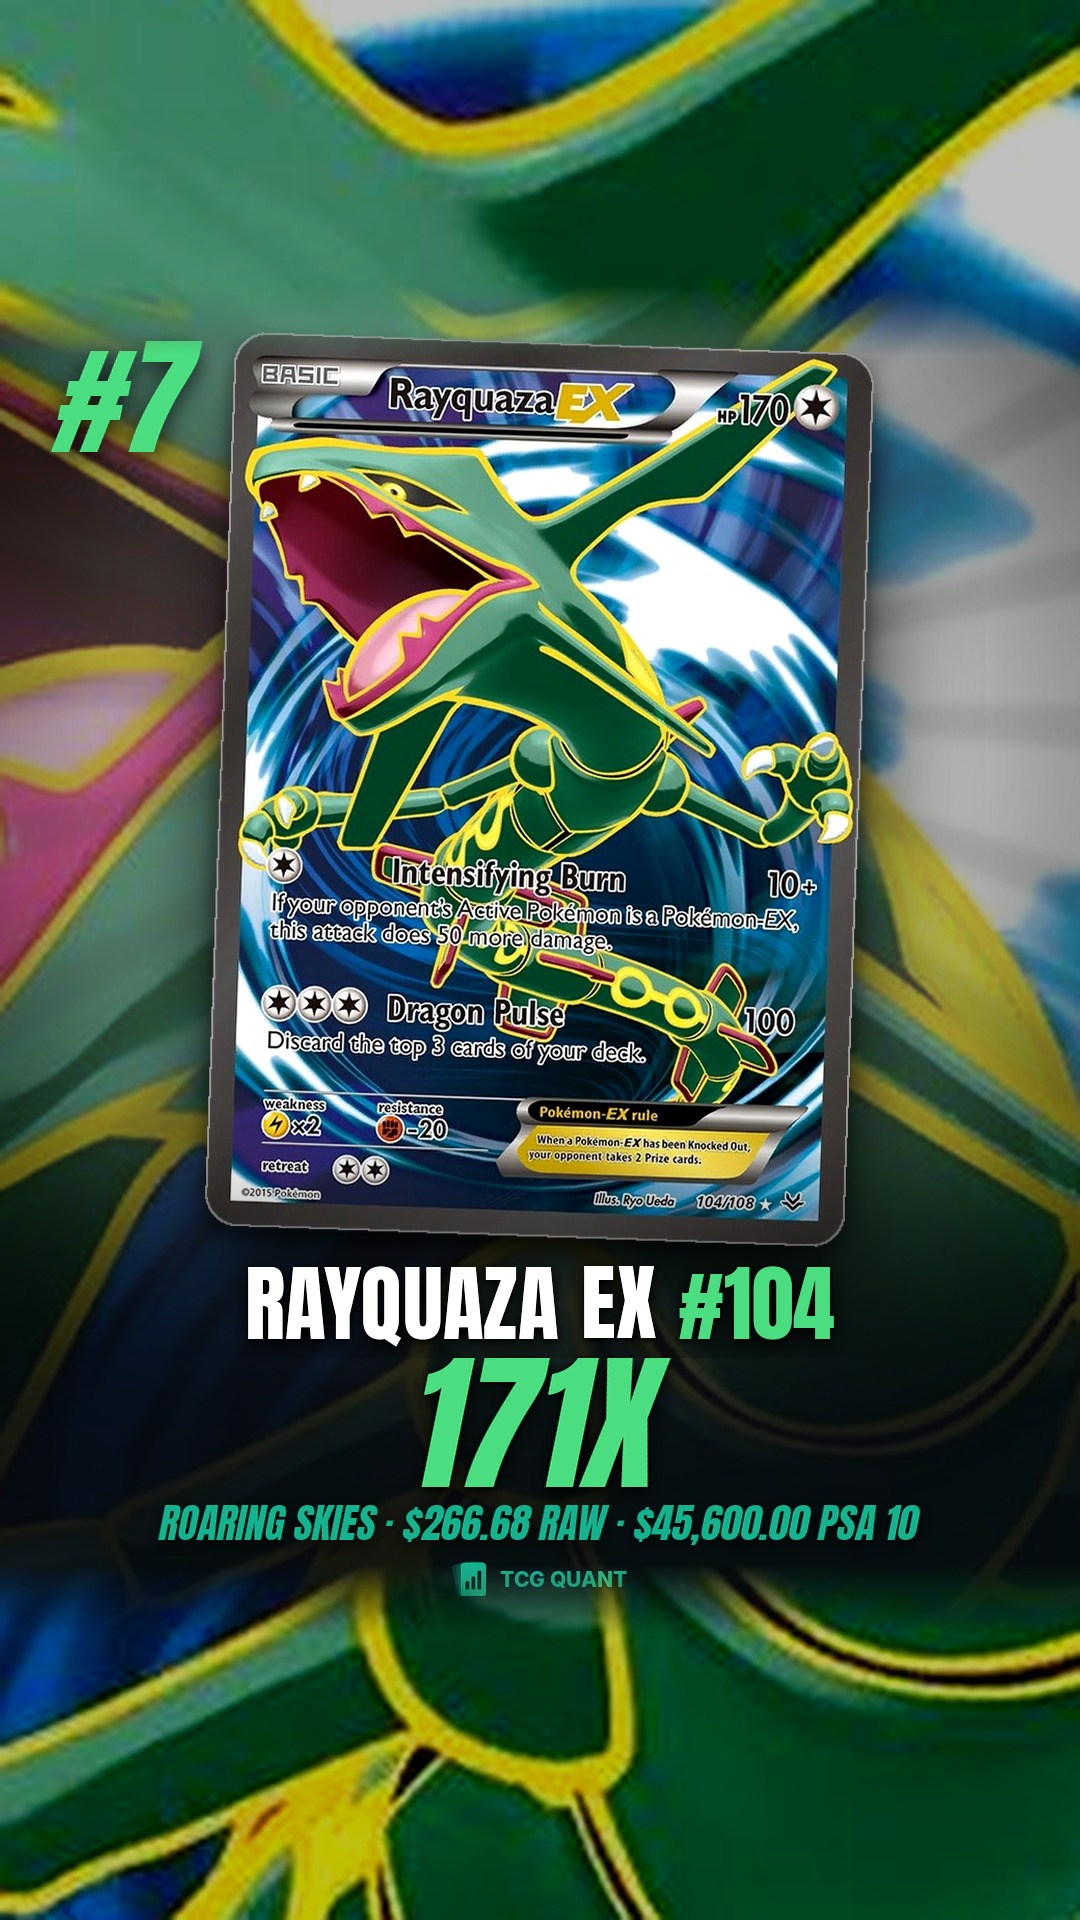 #7
BASIC
Rayquaza EX
HP170
Intensifying Burn 10+
If your opponent's Active Pokémon is a Pokémon-EX,
this attack does 50 more damage.
Dragon Pulse 100
Discard the top 3 cards of your deck.
weakness resistance
×2 -20
Pokémon-EX rule
When a Pokémon-EX has been Knocked Out,
your opponent takes 2 Prize cards.
retreat
©2015 Pokémon Illus. Ryo Ueda 104/108
RAYQUAZA EX #104
171X
ROARING SKIES · $266.68 RAW · $45,600.00 PSA 10
TCG QUANT